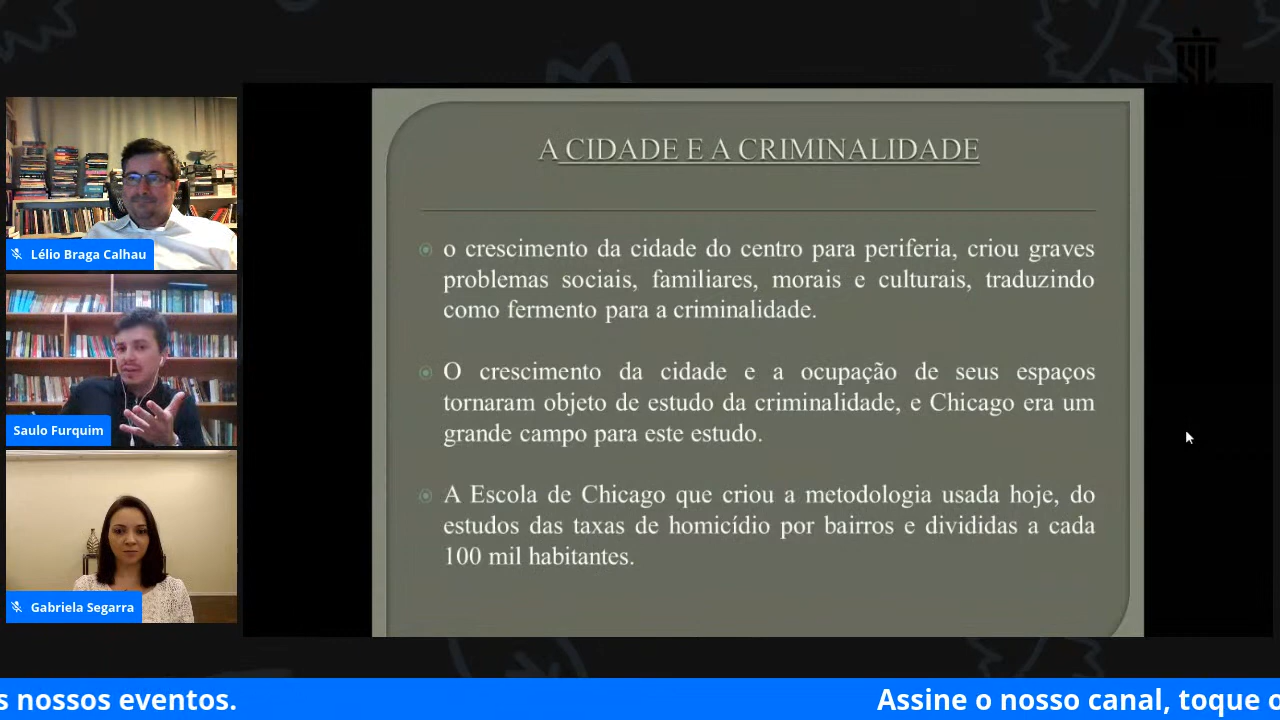 Lélio Braga Calhau
Saulo Furquim
Gabriela Segarra
A CIDADE E A CRIMINALIDADE
o crescimento da cidade do centro para periferia, criou graves
problemas sociais, familiares, morais e culturais, traduzindo
como fermento para a criminalidade.
O crescimento da cidade e a ocupação de seus espaços
tornaram objeto de estudo da criminalidade, e Chicago era um
grande campo para este estudo.
A Escola de Chicago que criou a metodologia usada hoje, do
estudos das taxas de homicídio por bairros e divididas a cada
100 mil habitantes.
s nossos eventos. Assine o nosso canal, toque o